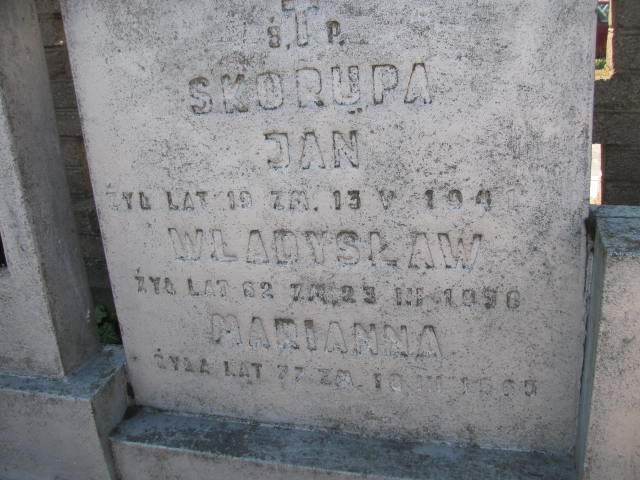 Ś.†P.
SKORUPA
JAN
ŻYŁ LAT 19 ZM. 13 V 1941
WŁADYSŁAW
ŻYŁ LAT 62 ZM. 23 III
MARIANNA
ŻYŁA LAT 77 ZM.